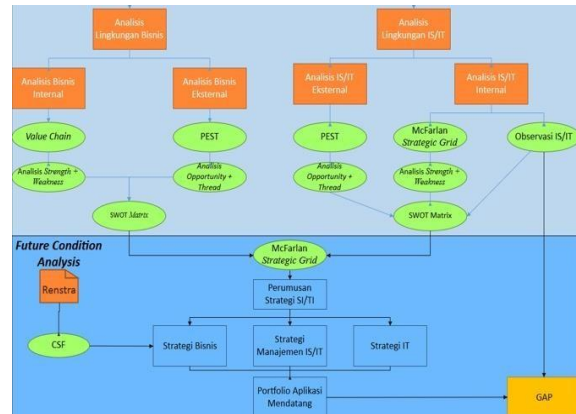 Analisis
Lingkungan Bisnis
Analisis
Lingkungan IS/IT
Analisis Bisnis
Internal
Analisis Bisnis
Eksternal
Analisis IS/IT
Eksternal
Analisis IS/IT
Internal
Value Chain
PEST
PEST
McFarlan
Strategic Grid
Observasi IS/IT
Analisis Strength +
Weakness
Analisis
Opportunity +
Thread
Analisis
Opportunity +
Thread
Analisis Strength +
Weakness
SWOT Matrix
SWOT Matrix
Future Condition
Analysis
McFarlan
Strategic Grid
Renstra
Perumusan
Strategi SI/TI
CSF
Strategi Bisnis
Strategi
Manajemen IS/IT
Strategi IT
Portfolio Aplikasi
Mendatang
GAP